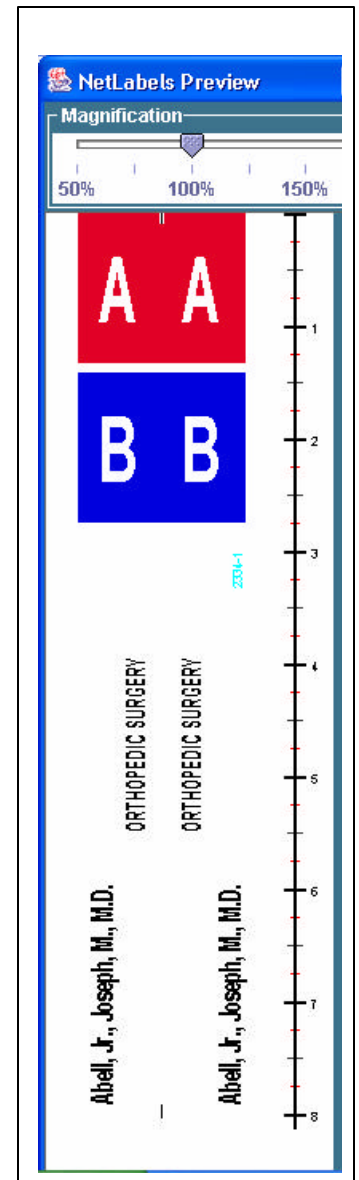 NetLabels Preview
Magnification
50% 100% 150%
A A
B B
1
2
3
4
5
6
7
8
2334-1
ORTHOPEDIC SURGERY
ORTHOPEDIC SURGERY
Abell, Jr., Joseph, M., M.D.
Abell, Jr., Joseph, M., M.D.